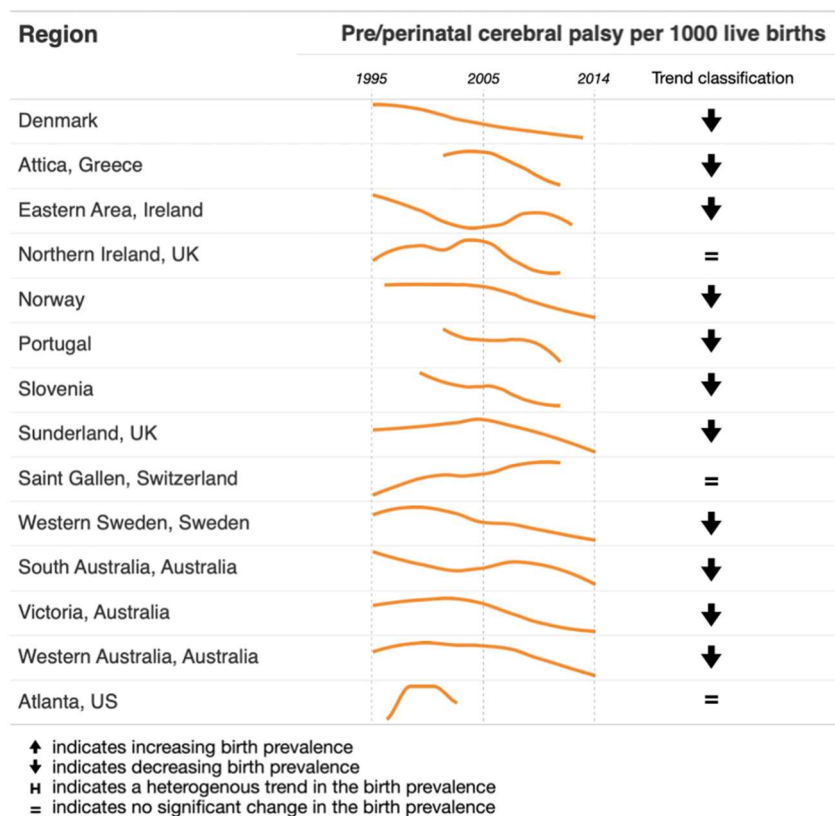 Region Pre/perinatal cerebral palsy per 1000 live births
1995 2005 2014 Trend classification
Denmark
Attica, Greece
Eastern Area, Ireland
Northern Ireland, UK =
Norway
Portugal
Slovenia
Sunderland, UK
Saint Gallen, Switzerland =
Western Sweden, Sweden
South Australia, Australia
Victoria, Australia
Western Australia, Australia
Atlanta, US =
indicates increasing birth prevalence
indicates decreasing birth prevalence
H indicates a heterogenous trend in the birth prevalence
= indicates no significant change in the birth prevalence